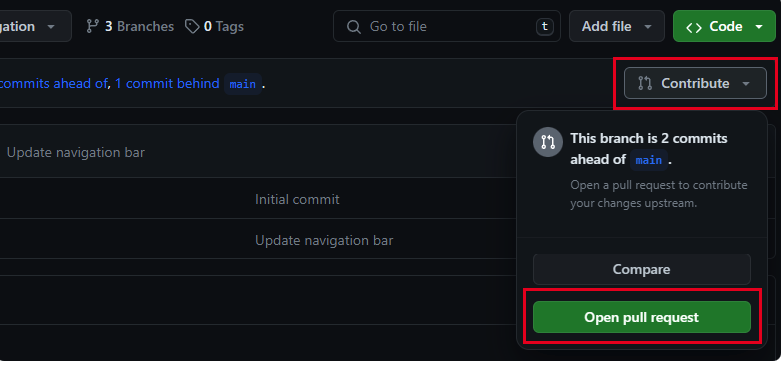 gation
3 Branches
0 Tags
Go to file
t
Add file
Code
commits ahead of, 1 commit behind main.
Contribute
This branch is 2 commits
ahead of main.
Open a pull request to contribute
your changes upstream.
Update navigation bar
Initial commit
Update navigation bar
Compare
Open pull request